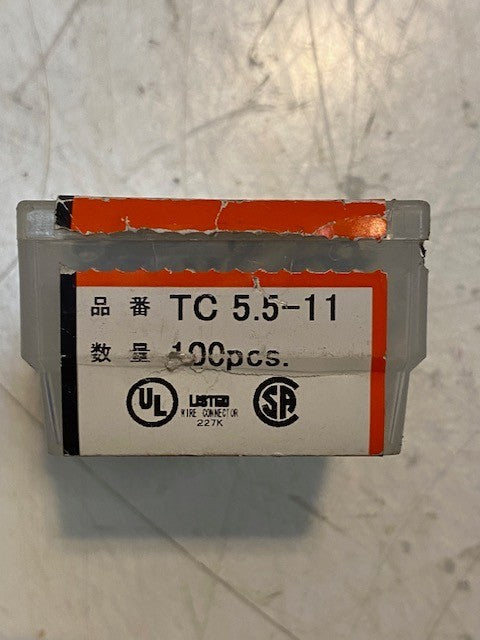 品番 TC 5.5-11
数量 100pcs.
UL LISTED SA
WIRE CONNECTOR
227K